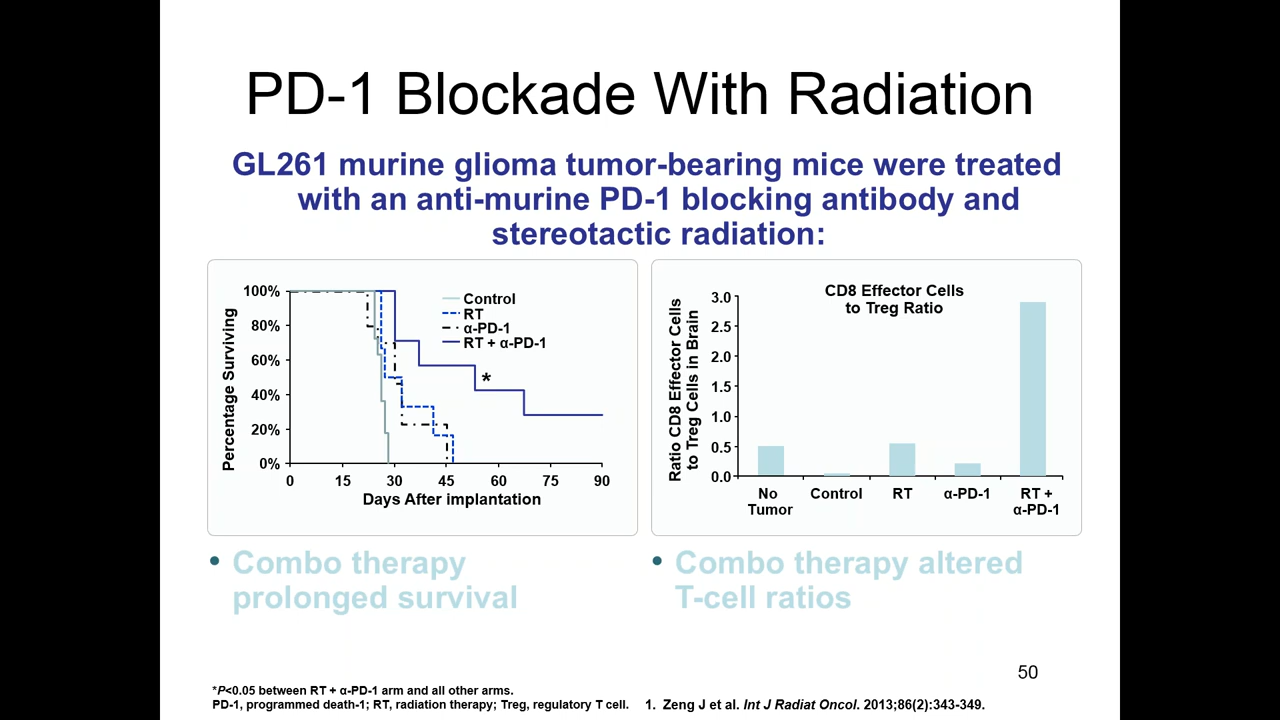 PD-1 Blockade With Radiation
GL261 murine glioma tumor-bearing mice were treated
with an anti-murine PD-1 blocking antibody and
stereotactic radiation:
Percentage Surviving
100%
80%
60%
40%
20%
0%
Control
RT
α-PD-1
RT + α-PD-1
*
0 15 30 45 60 75 90
Days After implantation
CD8 Effector Cells
to Treg Ratio
Ratio CD8 Effector Cells
to Treg Cells in Brain
3.0
2.5
2.0
1.5
1.0
0.5
0.0
No Tumor
Control
RT
α-PD-1
RT + α-PD-1
• Combo therapy
prolonged survival
• Combo therapy altered
T-cell ratios
50
*P<0.05 between RT + α-PD-1 arm and all other arms.
PD-1, programmed death-1; RT, radiation therapy; Treg, regulatory T cell.
1. Zeng J et al. Int J Radiat Oncol. 2013;86(2):343-349.